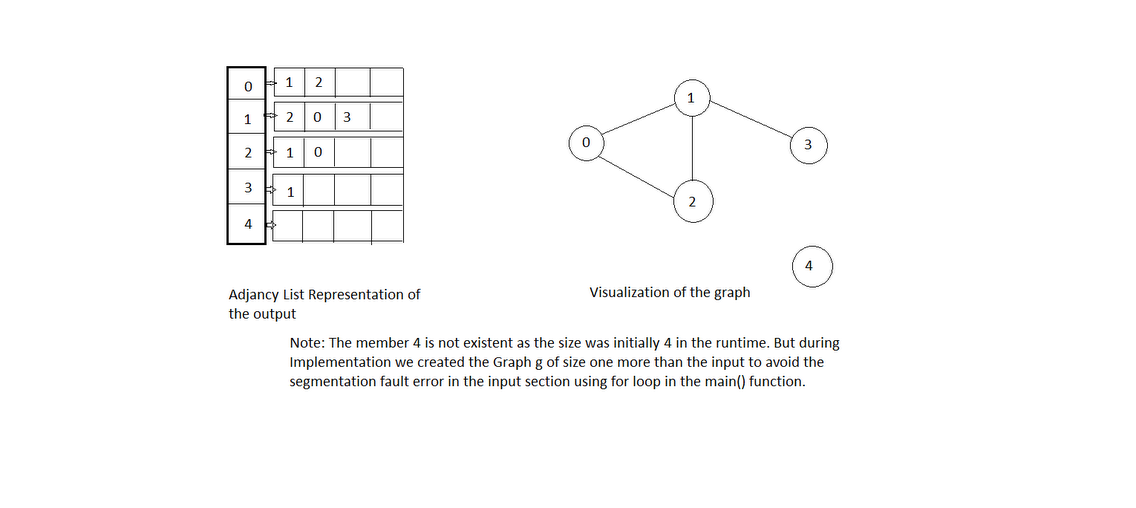 0 1 2
1 2 0 3
2 1 0
3 1
4
1
0
3
2
4
Adjancy List Representation of
the output
Visualization of the graph
Note: The member 4 is not existent as the size was initially 4 in the runtime. But during
Implementation we created the Graph g of size one more than the input to avoid the
segmentation fault error in the input section using for loop in the main() function.